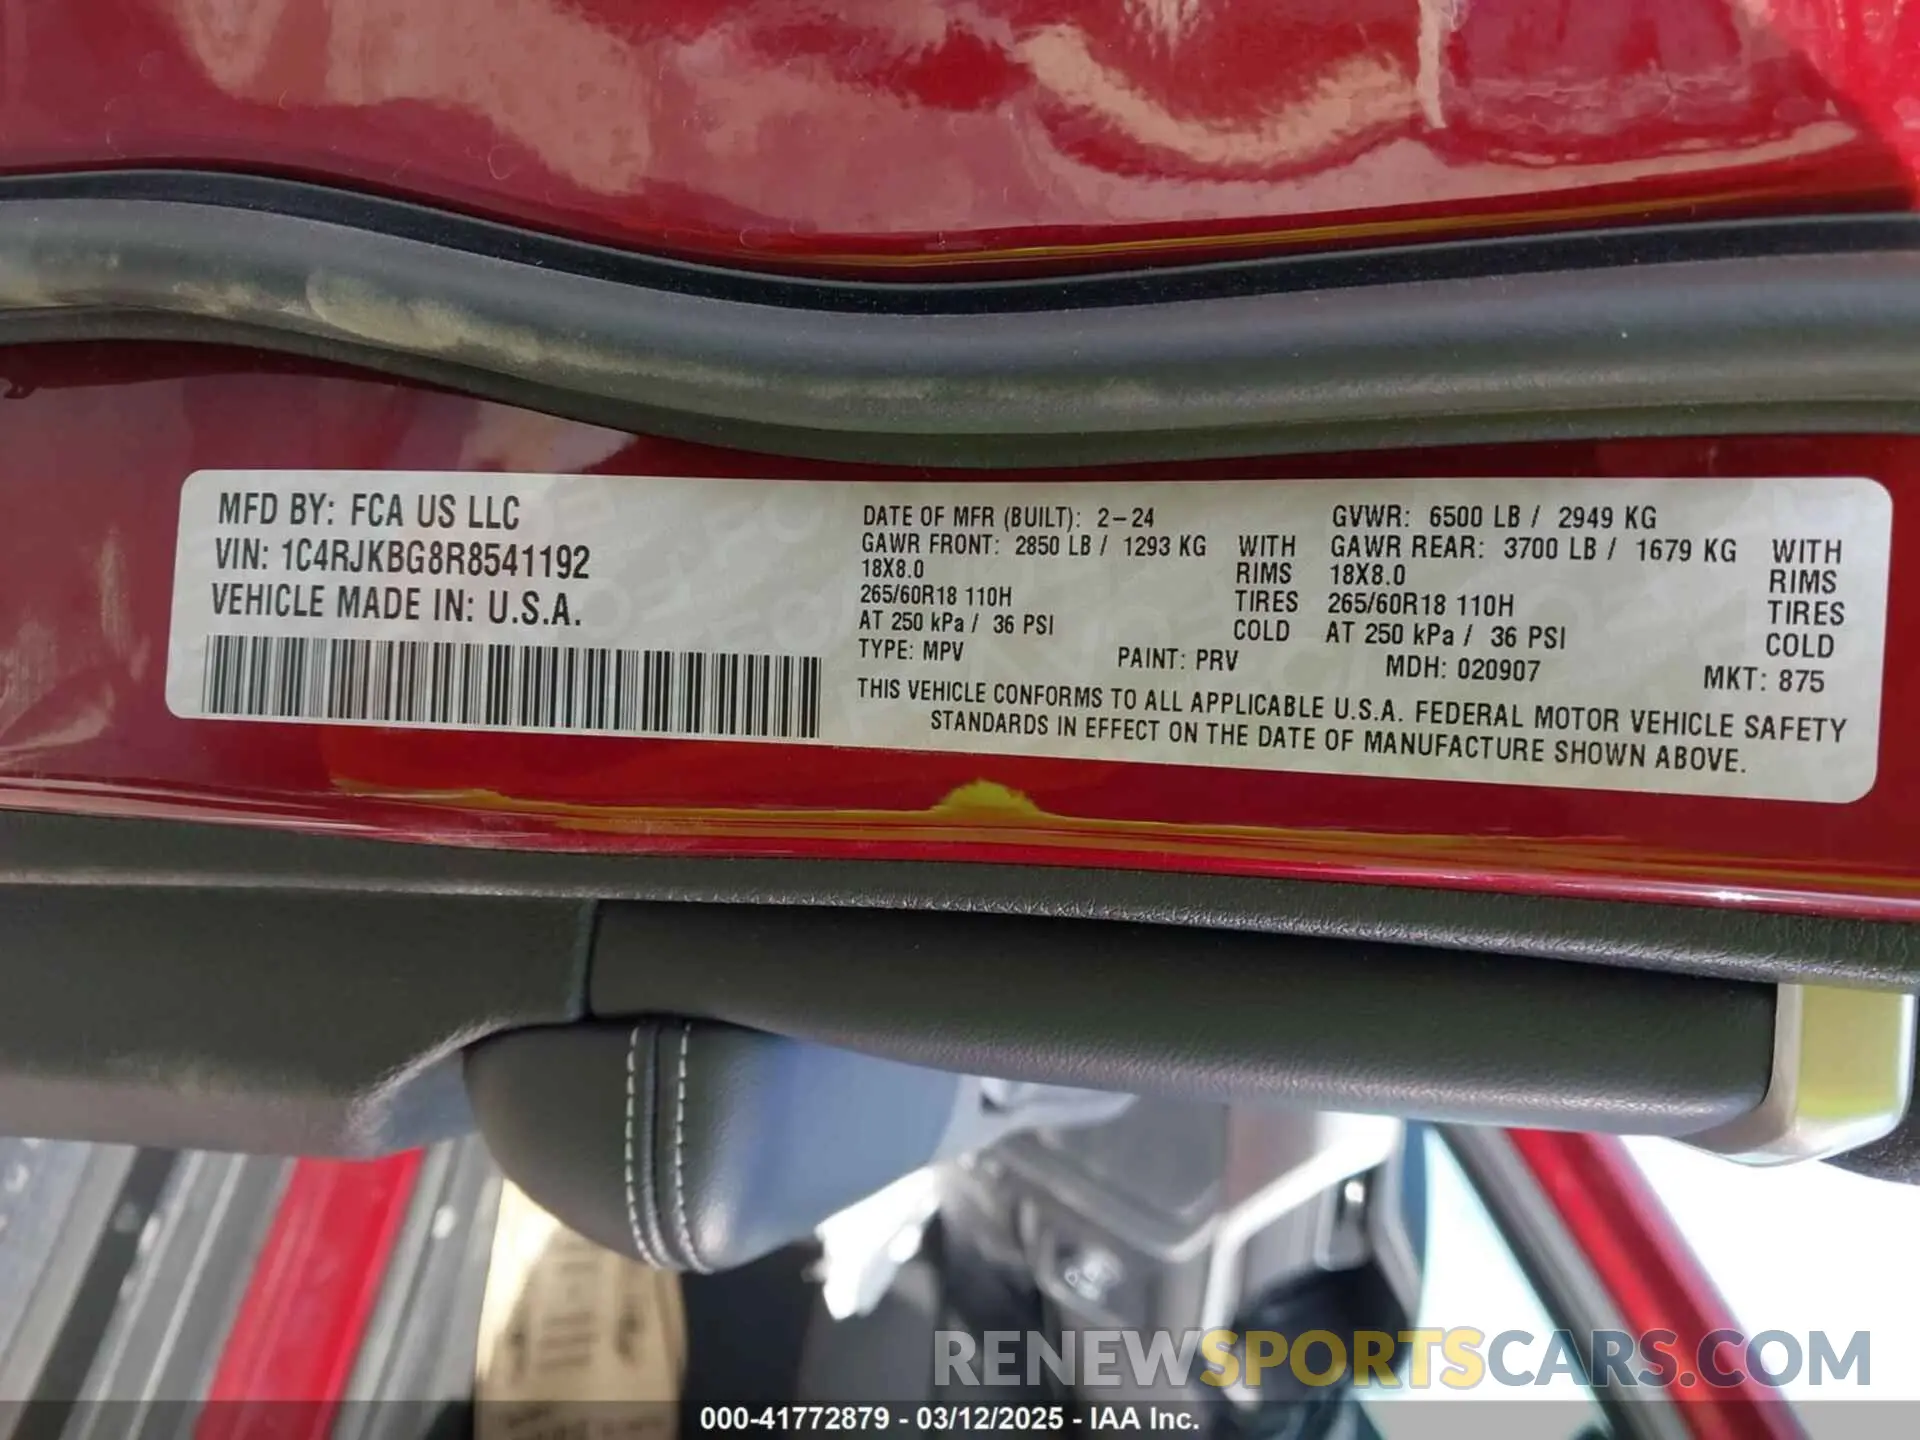 MFD BY: FCA US LLC
VIN: 1C4RJKBG8R8541192
VEHICLE MADE IN: U.S.A.
DATE OF MFR (BUILT): 2-24
GAWR FRONT: 2850 LB / 1293 KG WITH
18X8.0 RIMS
265/60R18 110H TIRES
AT 250 kPa / 36 PSI COLD
GVWR: 6500 LB / 2949 KG
GAWR REAR: 3700 LB / 1679 KG WITH
18X8.0 RIMS
265/60R18 110H TIRES
AT 250 kPa / 36 PSI COLD
TYPE: MPV PAINT: PRV MDH: 020907 MKT: 875
THIS VEHICLE CONFORMS TO ALL APPLICABLE U.S.A. FEDERAL MOTOR VEHICLE SAFETY
STANDARDS IN EFFECT ON THE DATE OF MANUFACTURE SHOWN ABOVE.
RENEWSPORTSCARS.COM
000-41772879 - 03/12/2025 - IAA Inc.